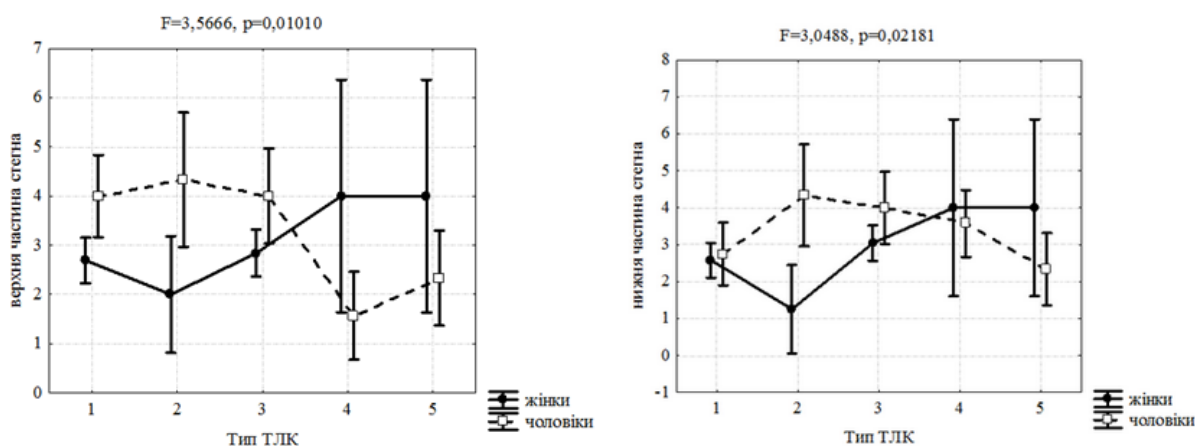 F=3,5666, p=0,01010
верхня частина стегна
7
6
5
4
3
2
1
0
1 2 3 4 5
Тип ТЛК
жінки
чоловіки
F=3,0488, p=0,02181
нижня частина стегна
8
7
6
5
4
3
2
1
0
-1
1 2 3 4 5
Тип ТЛК
жінки
чоловіки